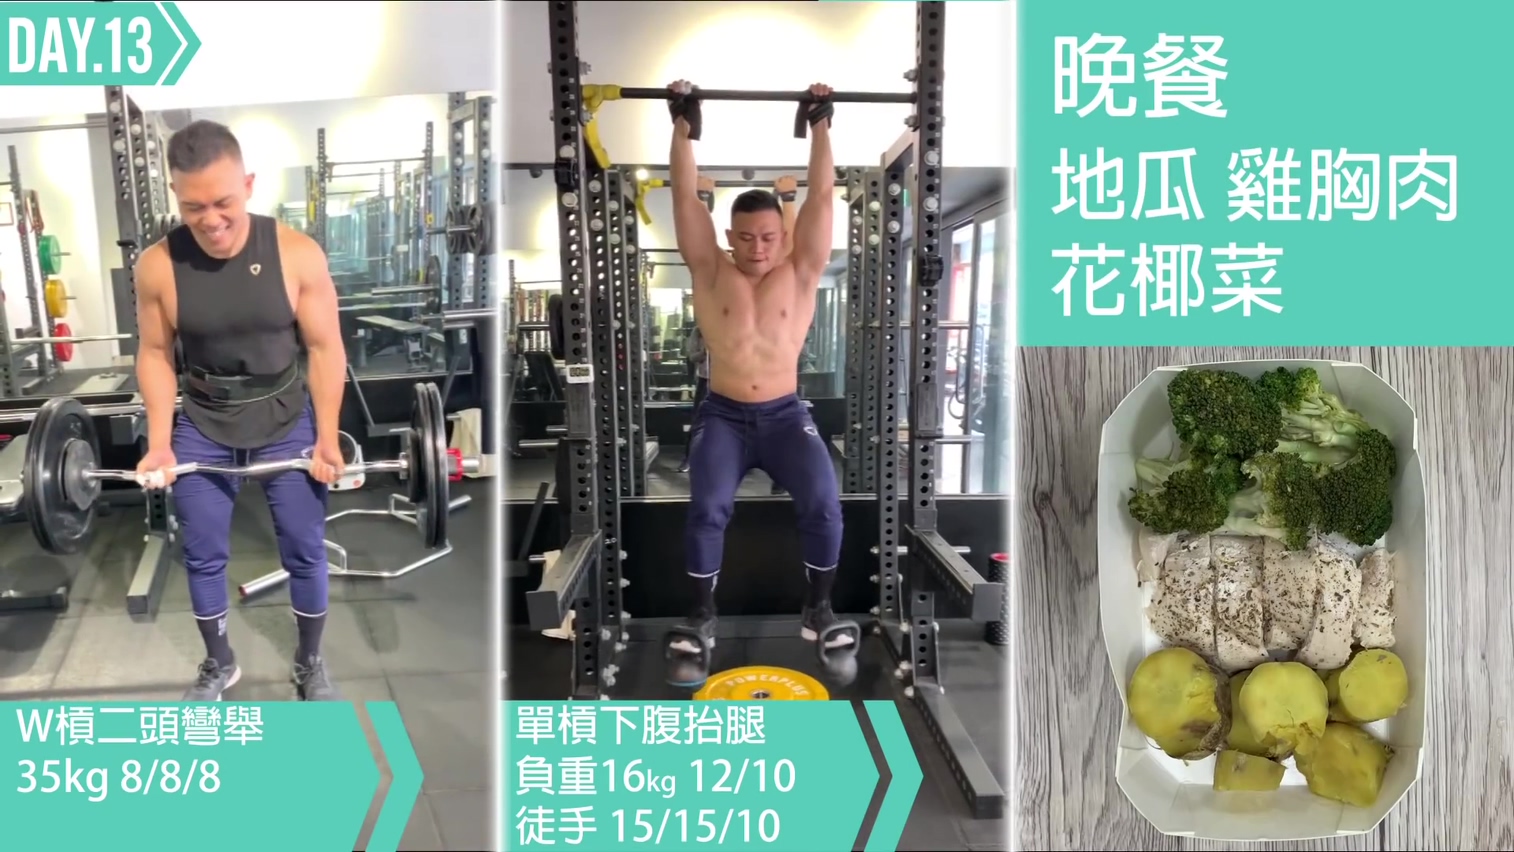 DAY.13
W槓二頭彎舉
35kg 8/8/8
單槓下腹抬腿
負重16kg 12/10
徒手 15/15/10
POWERPLUS
晚餐
地瓜 雞胸肉
花椰菜